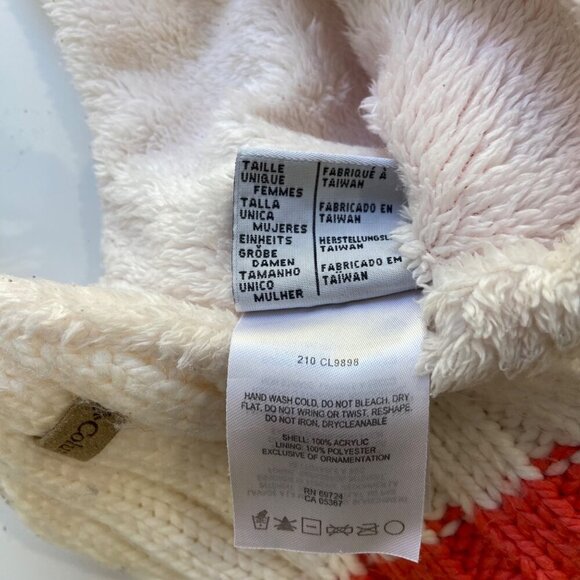 TAILLE
UNIQUE
FEMMES
TALLA
UNICA
MUJERES
EINHEITS
GRÖBE
DAMEN
TAMANHO
UNICO
MULHER
FABRIQUÉ À
TAIWAN
FABRICADO EN
TAIWAN
HERSTELLUNGSL
TAIWAN
FABRICADO EM
TAIWAN
210 CL9898
HAND WASH COLD, DO NOT BLEACH, DRY
FLAT, DO NOT WRING OR TWIST, RESHAPE,
DO NOT IRON, DRYCLEANABLE
SHELL: 100% ACRYLIC
LINING: 100% POLYESTER
EXCLUSIVE OF ORNAMENTATION
RN 69724
CA 05367